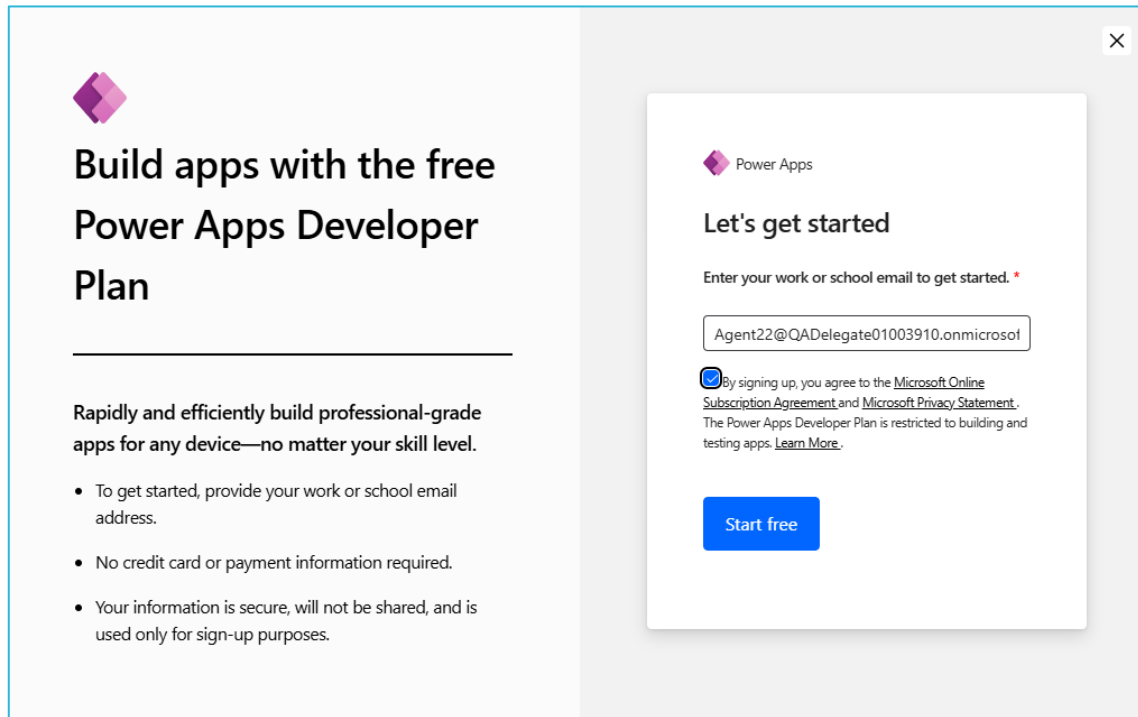 Build apps with the free
Power Apps Developer
Plan
Rapidly and efficiently build professional-grade
apps for any device—no matter your skill level.
• To get started, provide your work or school email
address.
• No credit card or payment information required.
• Your information is secure, will not be shared, and is
used only for sign-up purposes.
Power Apps
Let's get started
Enter your work or school email to get started. *
Agent22@QADelegate01003910.onmicrosof
By signing up, you agree to the Microsoft Online
Subscription Agreement and Microsoft Privacy Statement .
The Power Apps Developer Plan is restricted to building and
testing apps. Learn More .
Start free